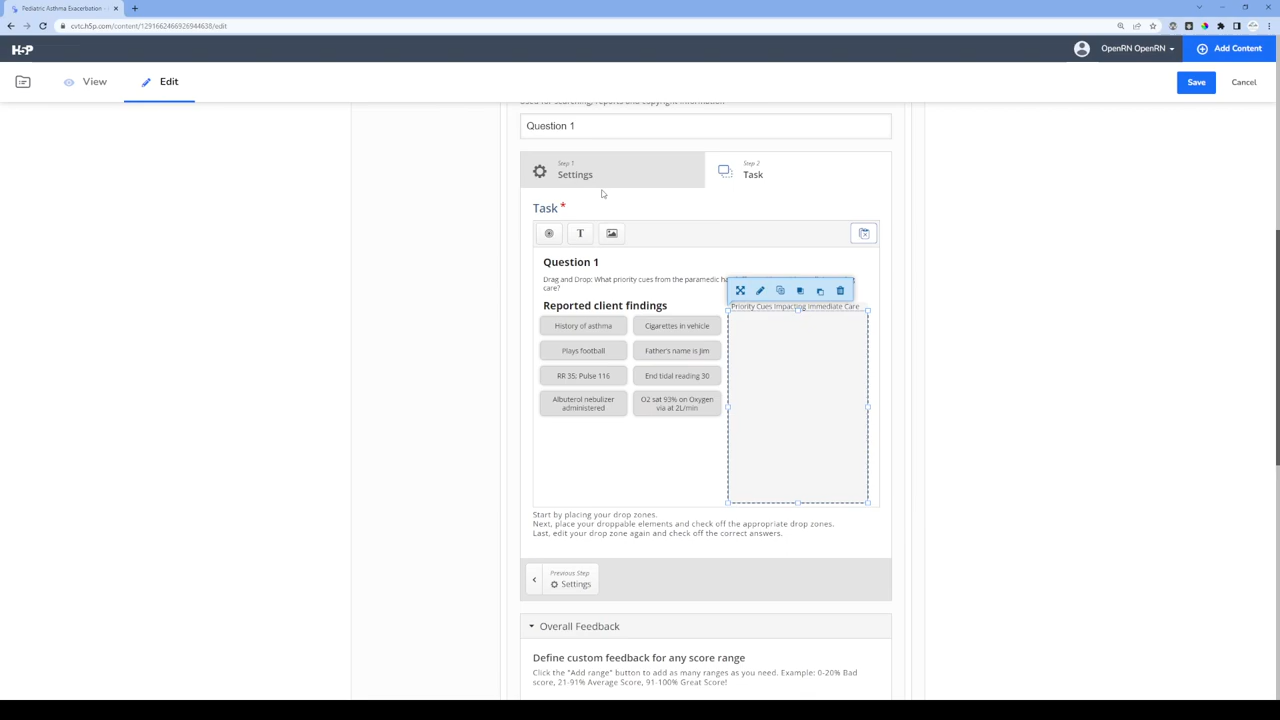 Pediatric Asthma Exacerbation -
cvtc.h5p.com/content/1291662466926944638/edit
H5P
OpenRN OpenRN
Add Content
View
Edit
Save
Cancel
Used for searching, reports and copyright information
Question 1
Step 1
Settings
Step 2
Task
Task *
T
Question 1
Drag and Drop: What priority cues from the paramedic
care?
Reported client findings
Priority Cues Impacting Immediate Care
History of asthma
Cigarettes in vehicle
Plays football
Father's name is Jim
RR 35; Pulse 116
End tidal reading 30
Albuterol nebulizer
administered
O2 sat 93% on Oxygen
via at 2L/min
Start by placing your drop zones.
Next, place your droppable elements and check off the appropriate drop zones.
Last, edit your drop zone again and check off the correct answers.
Previous Step
Settings
Overall Feedback
Define custom feedback for any score range
Click the "Add range" button to add as many ranges as you need. Example: 0-20% Bad
score, 21-91% Average Score, 91-100% Great Score!